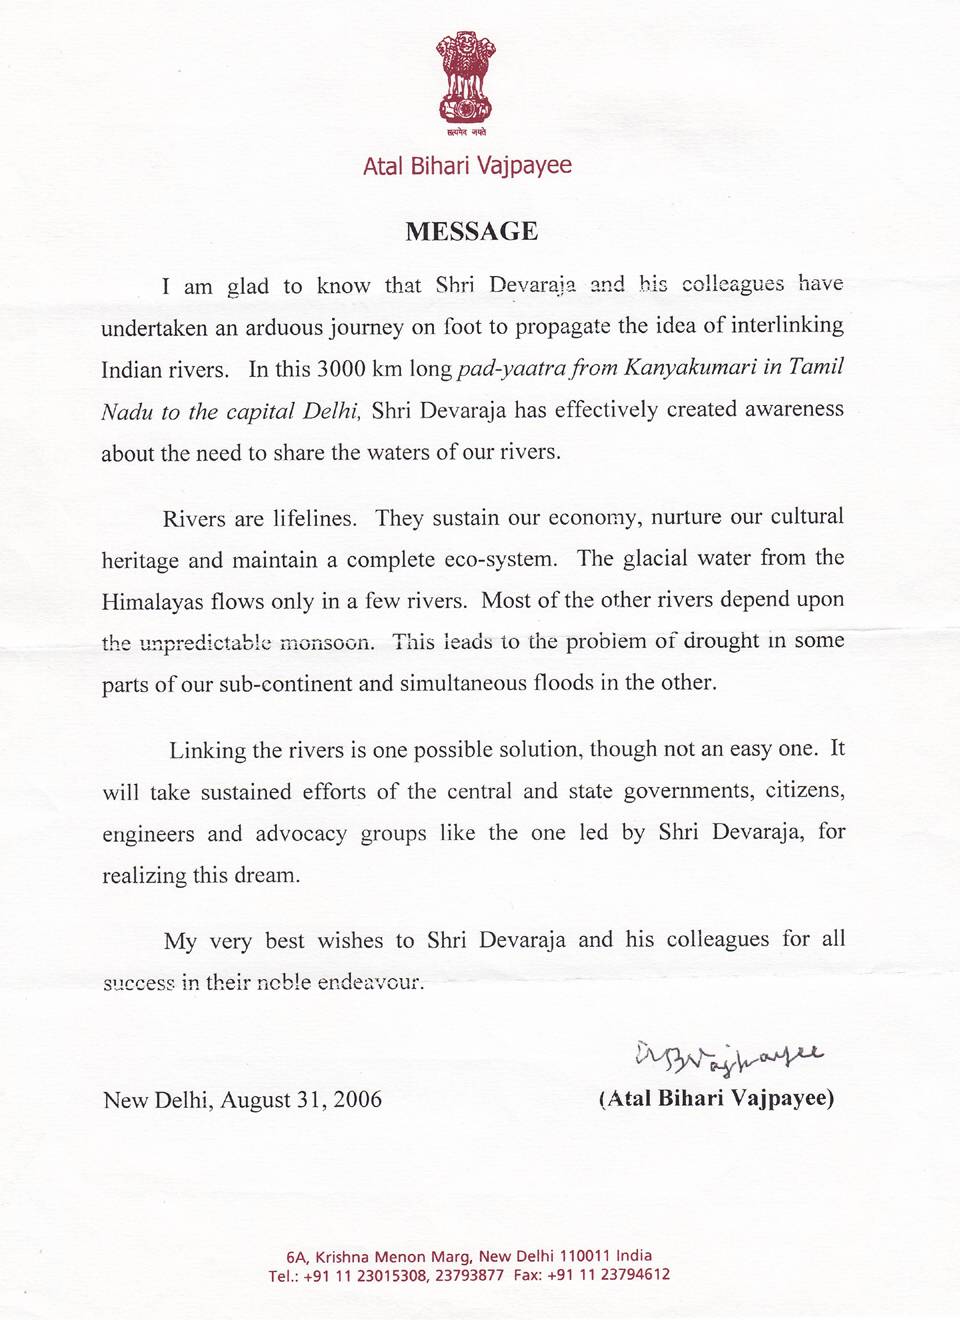 सत्यमेव जयते
Atal Bihari Vajpayee
MESSAGE
I am glad to know that Shri Devaraja and his colleagues have
undertaken an arduous journey on foot to propagate the idea of interlinking
Indian rivers. In this 3000 km long pad-yaatra from Kanyakumari in Tamil
Nadu to the capital Delhi, Shri Devaraja has effectively created awareness
about the need to share the waters of our rivers.
Rivers are lifelines. They sustain our economy, nurture our cultural
heritage and maintain a complete eco-system. The glacial water from the
Himalayas flows only in a few rivers. Most of the other rivers depend upon
the unpredictable monsoon. This leads to the problem of drought in some
parts of our sub-continent and simultaneous floods in the other.
Linking the rivers is one possible solution, though not an easy one. It
will take sustained efforts of the central and state governments, citizens,
engineers and advocacy groups like the one led by Shri Devaraja, for
realizing this dream.
My very best wishes to Shri Devaraja and his colleagues for all
success in their noble endeavour.
ABVajpayee
New Delhi, August 31, 2006 (Atal Bihari Vajpayee)
6A, Krishna Menon Marg, New Delhi 110011 India
Tel.: +91 11 23015308, 23793877 Fax: +91 11 23794612